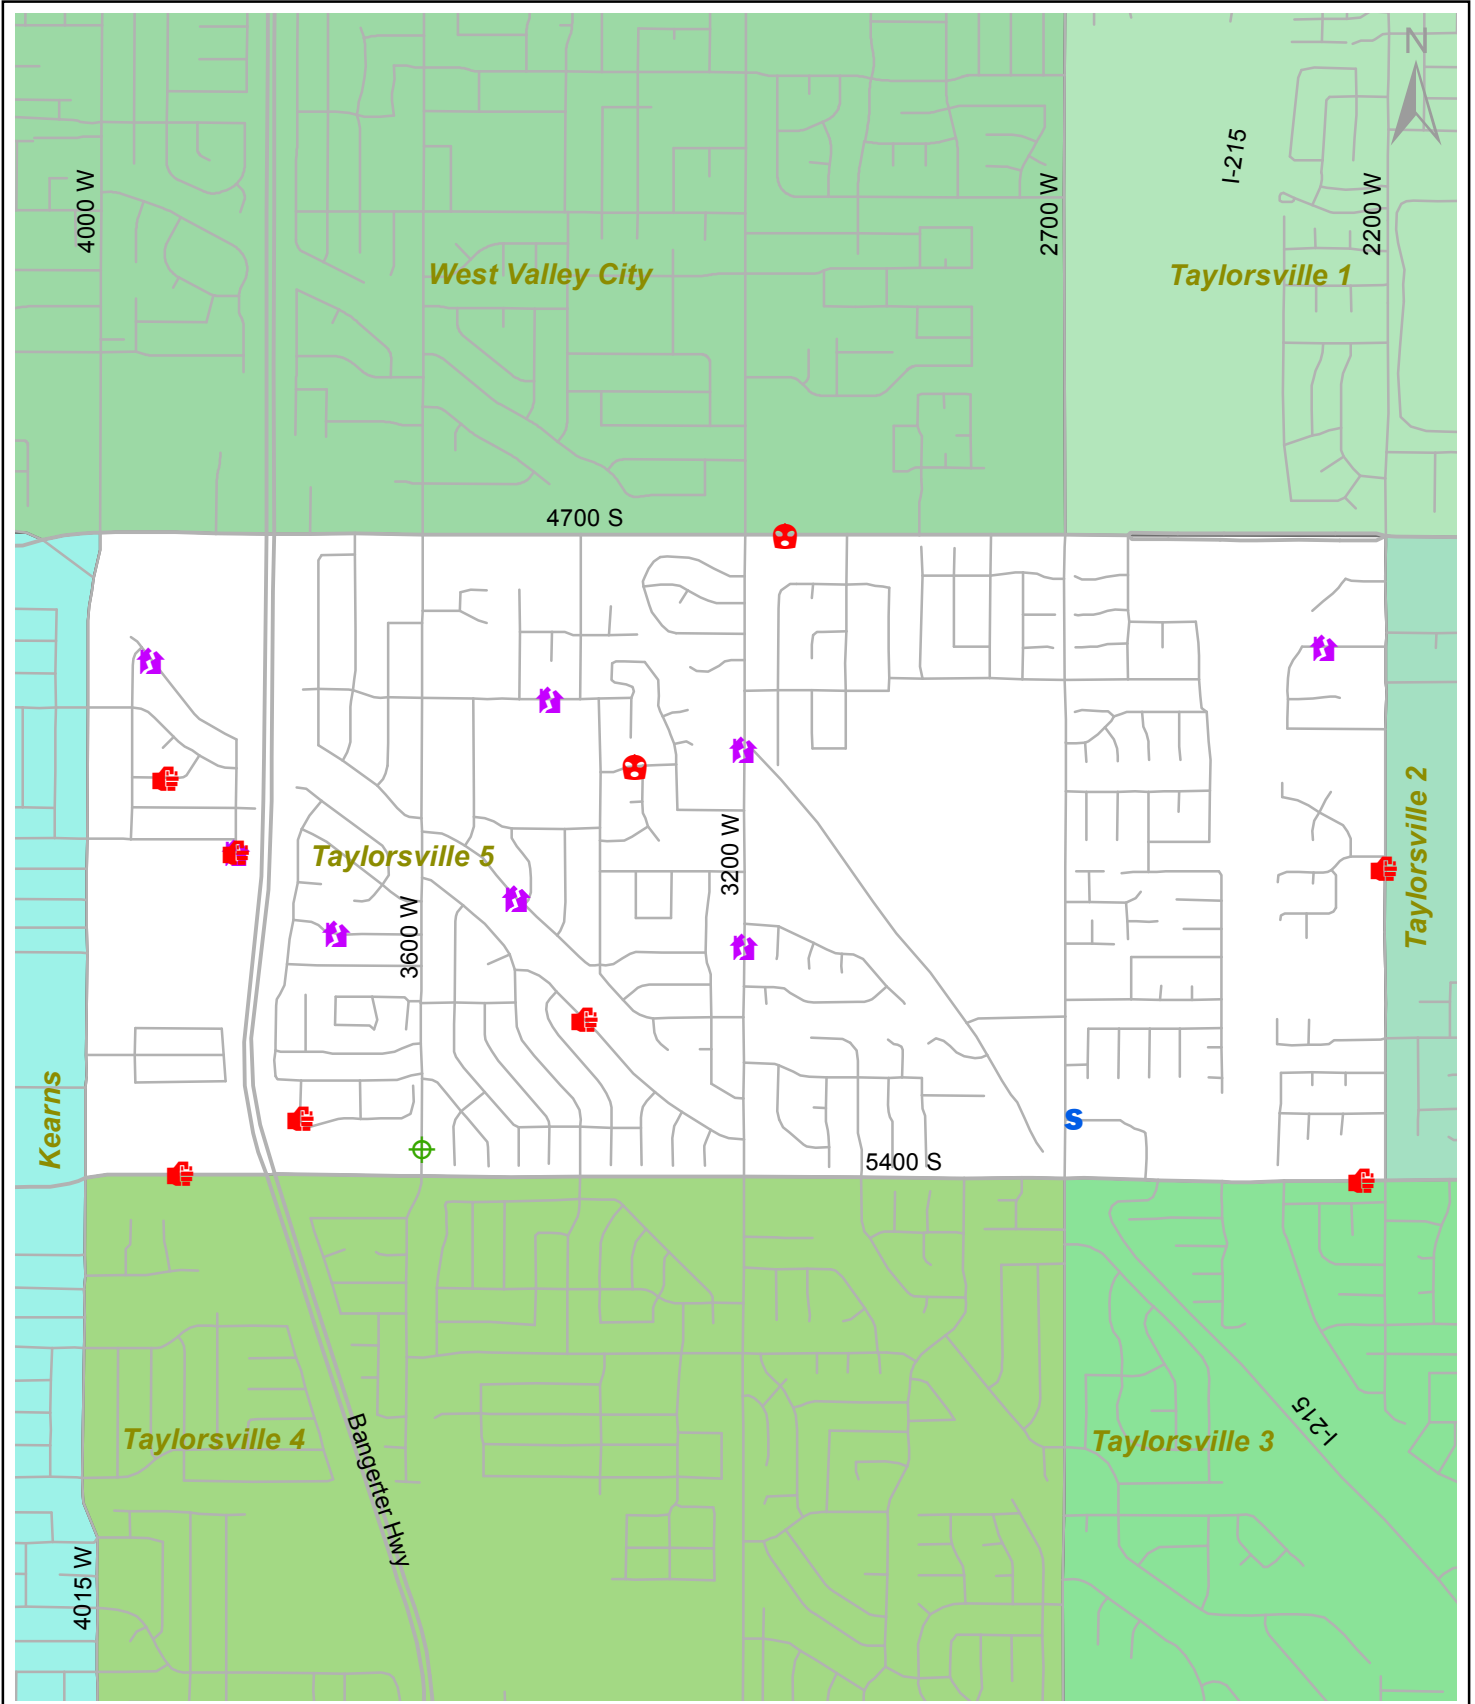 N
I-215
4000 W
2700 W
2200 W
West Valley City
Taylorsville 1
4700 S
Taylorsville 2
3200 W
Taylorsville 5
3600 W
Kearns
S
5400 S
Taylorsville 4
Bangerter Hwy
Taylorsville 3
I-215
4015 W